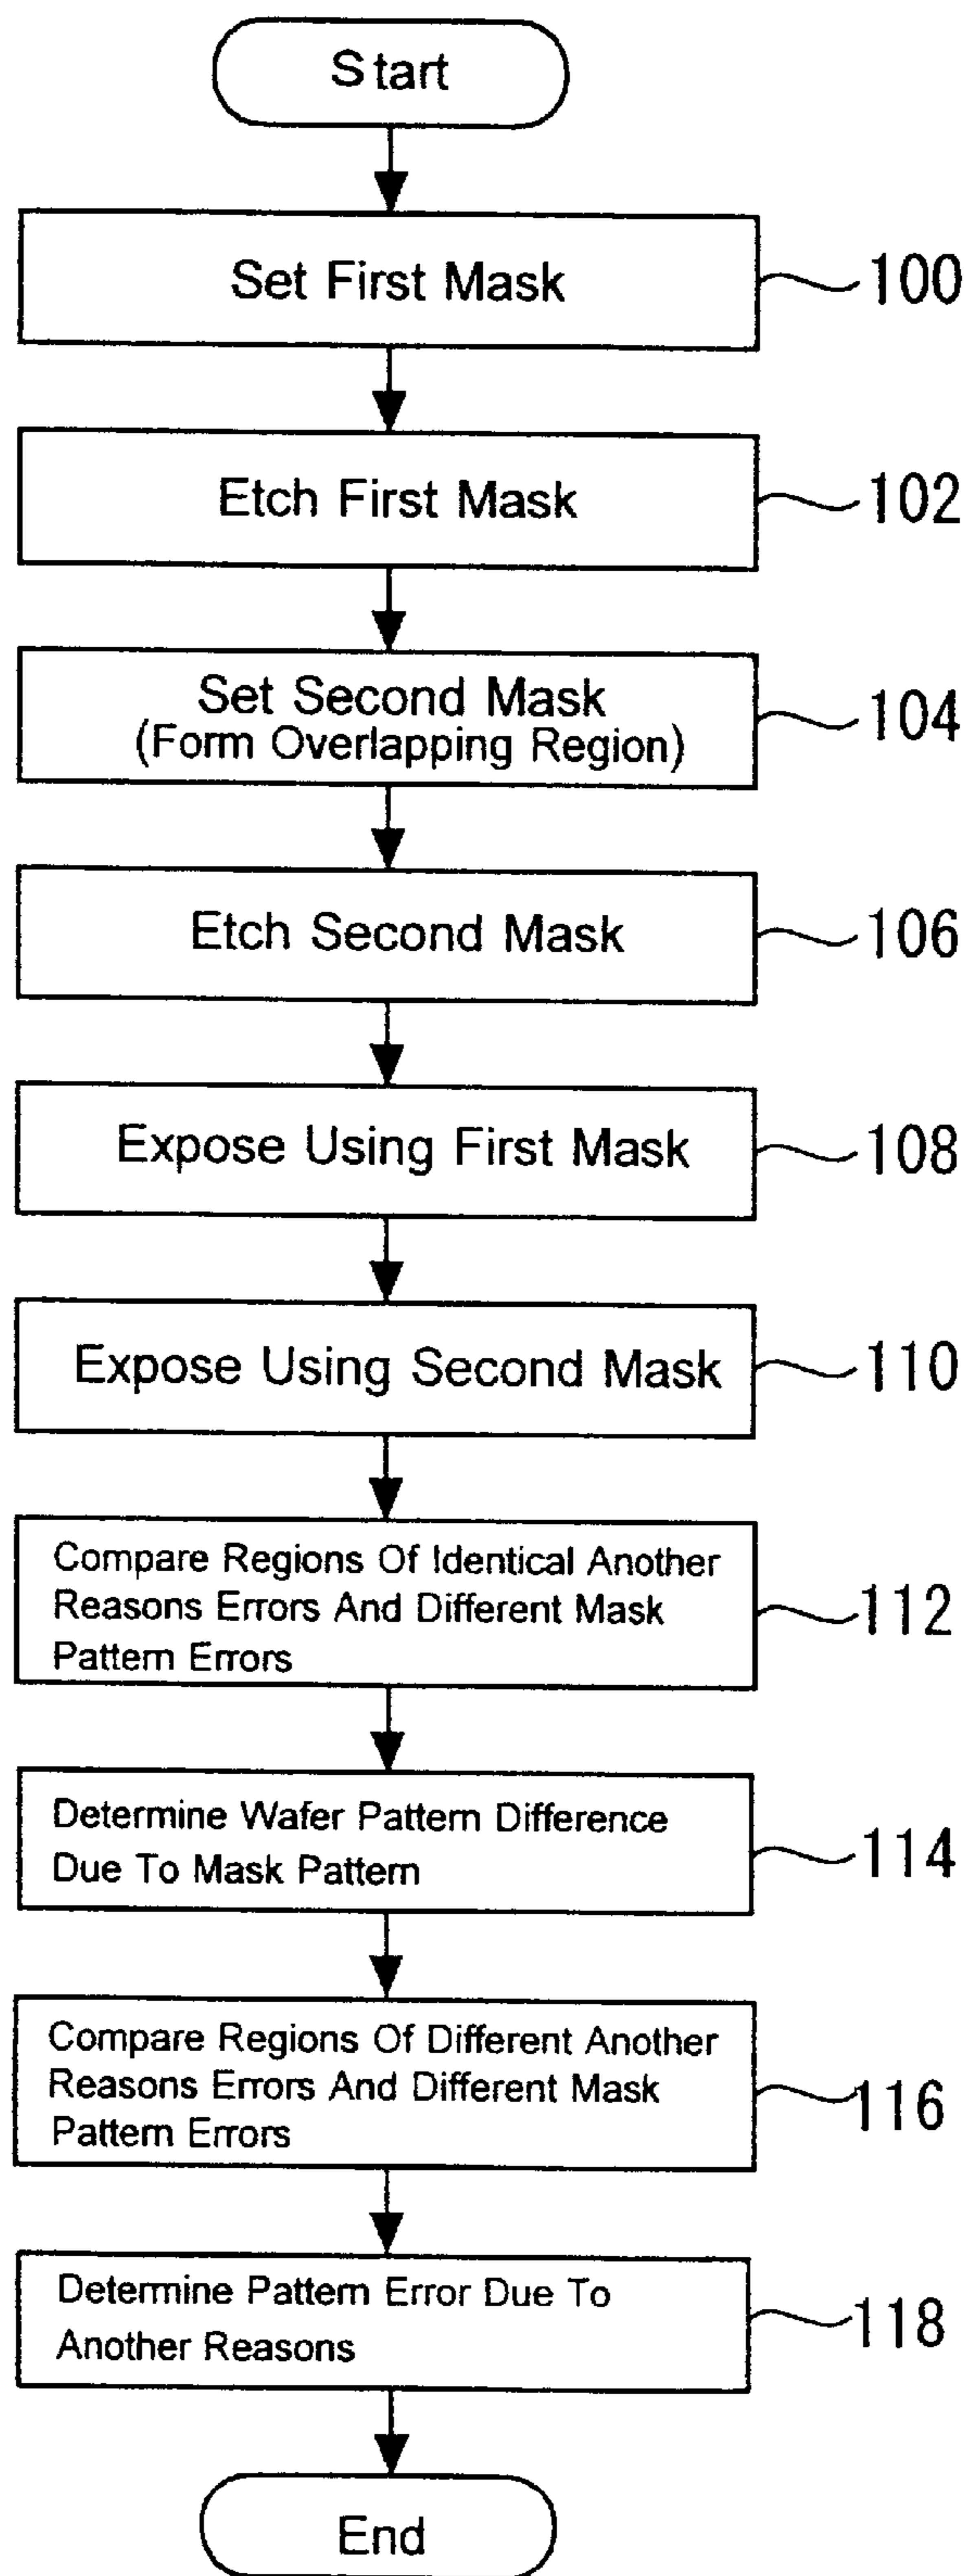 Start
Set First Mask
100
Etch First Mask
102
Set Second Mask
(Form Overlapping Region)
104
Etch Second Mask
106
Expose Using First Mask
108
Expose Using Second Mask
110
Compare Regions Of Identical Another
Reasons Errors And Different Mask
Pattern Errors
112
Determine Wafer Pattern Difference
Due To Mask Pattern
114
Compare Regions Of Different Another
Reasons Errors And Different Mask
Pattern Errors
116
Determine Pattern Error Due To
Another Reasons
118
End